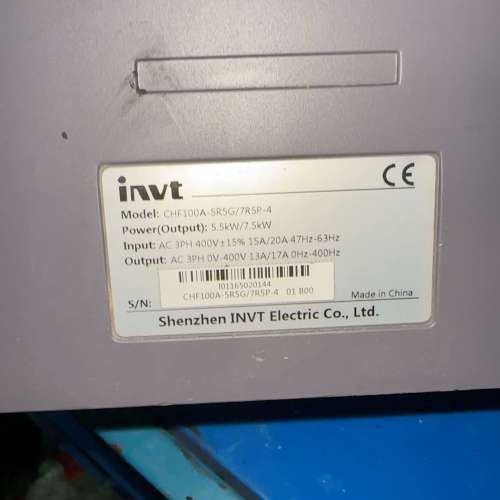 invt
CE
Model: CHF100A-5R5G/7R5P-4
Power(Output): 5.5kW/7.5kW
Input: AC 3PH 400V±15% 15A/20A 47Hz-63Hz
Output: AC 3PH 0V-400V 13A/17A 0Hz-400Hz
I01165020144
S/N: CHF100A-5R5G/7R5P-4 01 B00
Made in China
Shenzhen INVT Electric Co., Ltd.